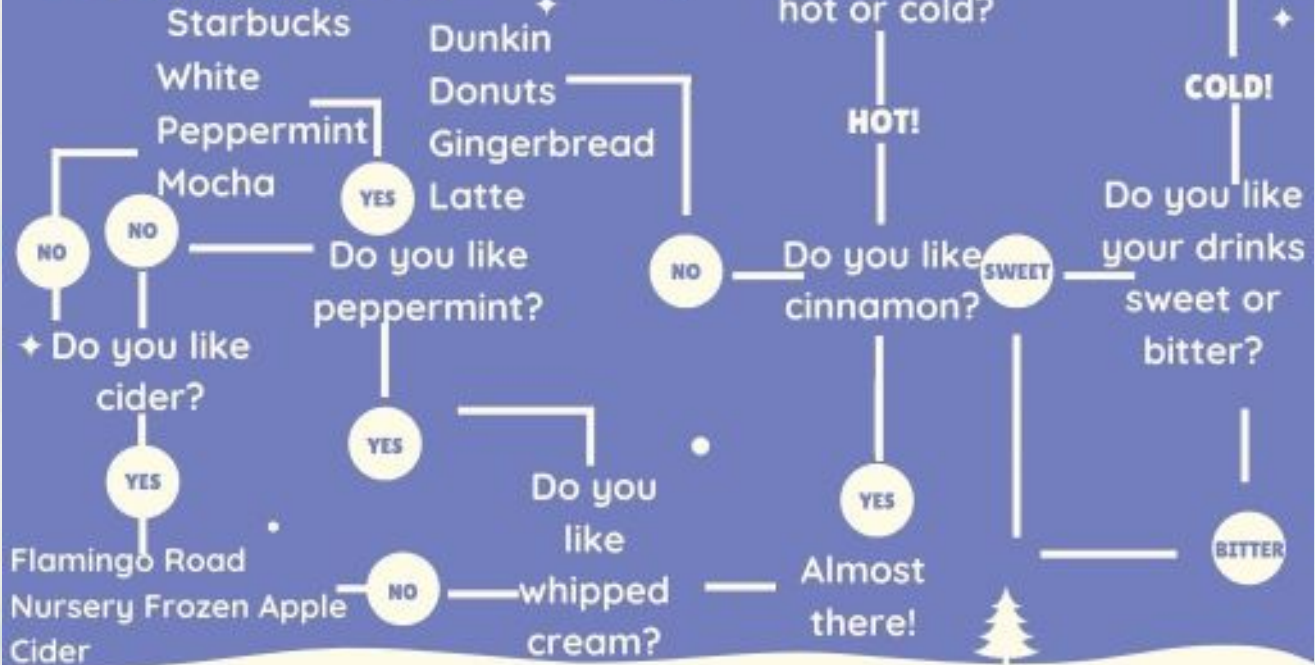 Starbucks
White
Peppermint
Mocha
Dunkin
Donuts
Gingerbread
Latte
hot or cold?
HOT!
COLD!
YES
NO
NO
Do you like
peppermint?
NO
Do you like
cinnamon?
SWEET
Do you like
your drinks
sweet or
bitter?
Do you like
cider?
YES
YES
YES
BITTER
Do you
like
whipped
cream?
Almost
there!
NO
Flamingo Road
Nursery Frozen Apple
Cider